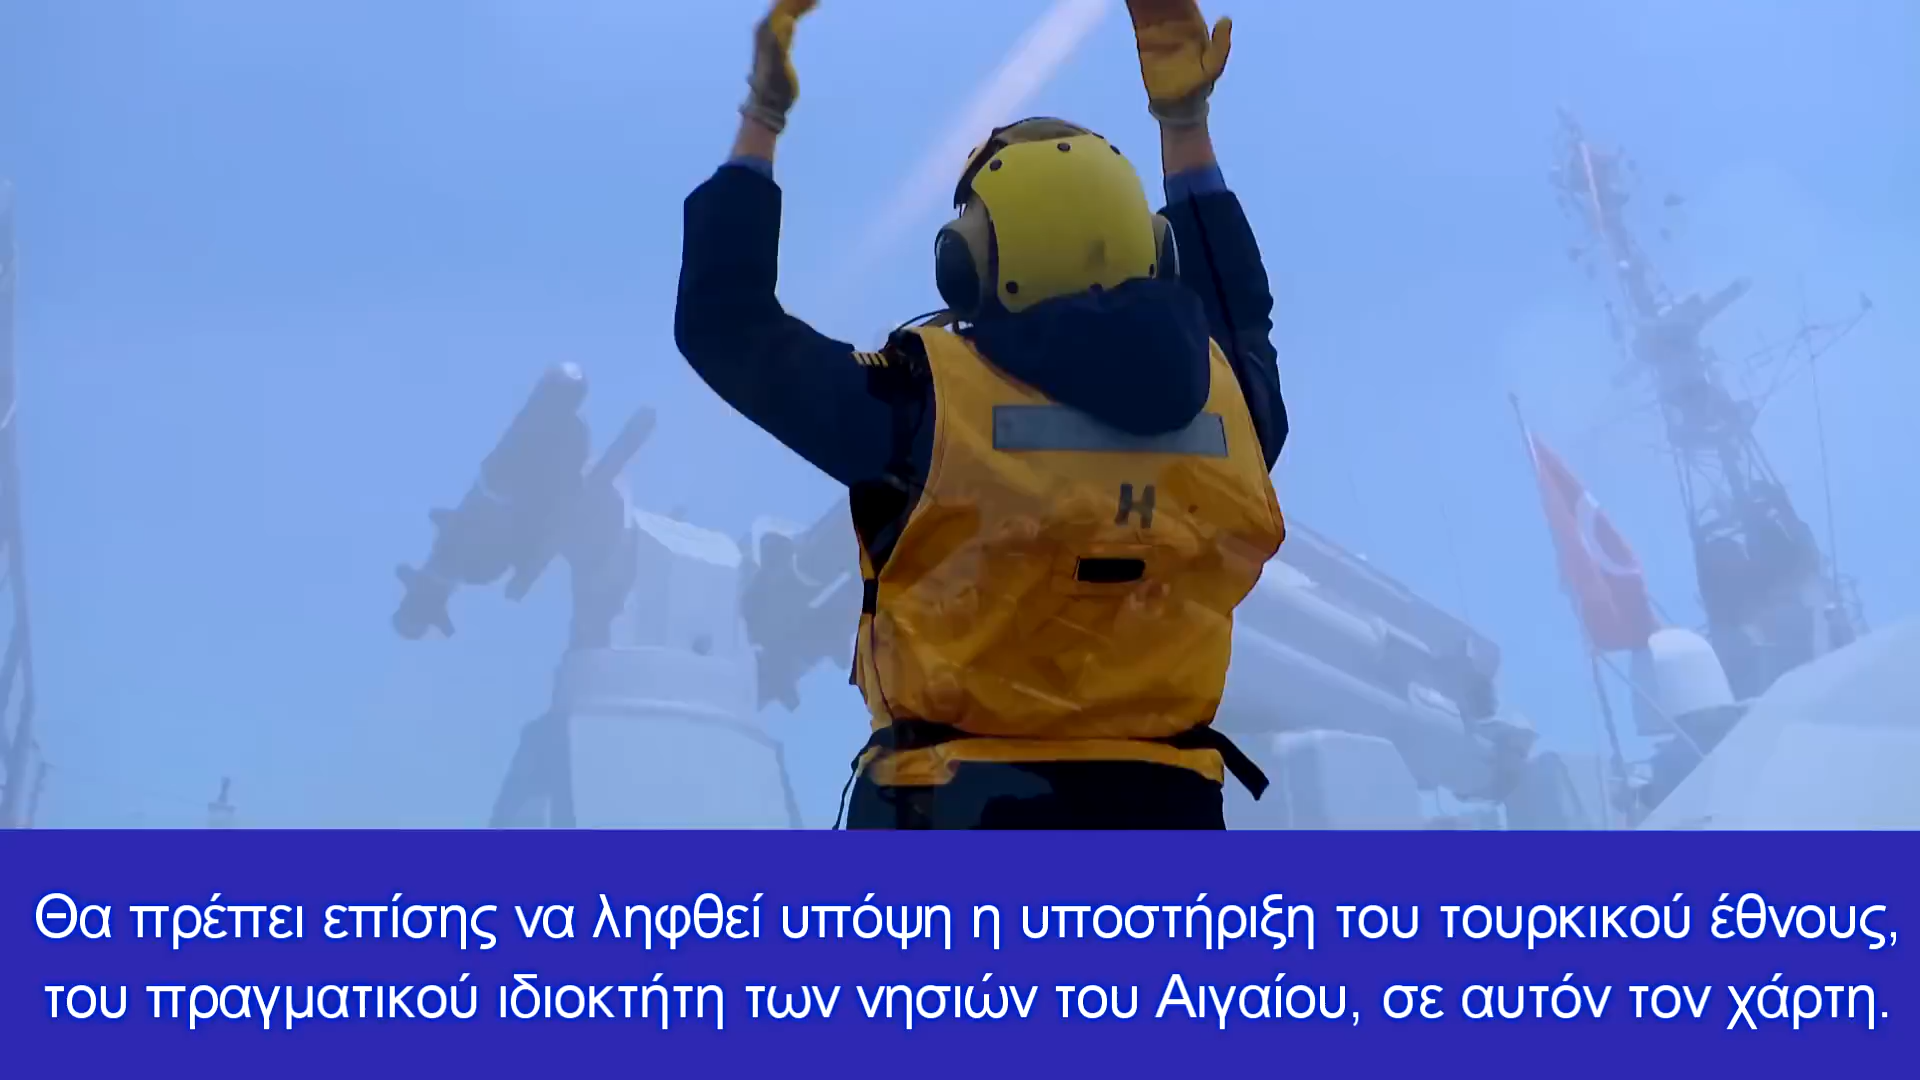 H
Θα πρέπει επίσης να ληφθεί υπόψη η υποστήριξη του τουρκικού έθνους,
του πραγματικού ιδιοκτήτη των νησιών του Αιγαίου, σε αυτόν τον χάρτη.